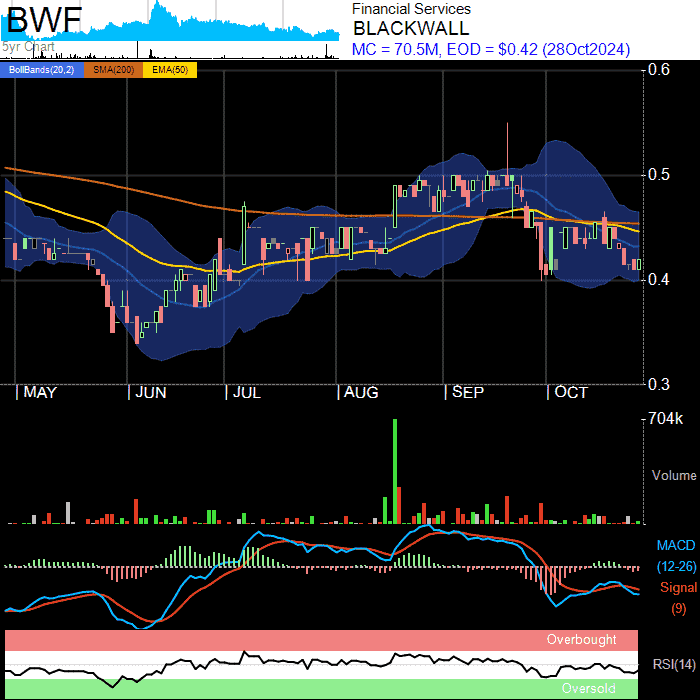 BWF
5yr Chart
Financial Services
BLACKWALL
MC = 70.5M, EOD = $0.42 (28Oct2024)
BollBands(20,2) SMA(200) EMA(50)
0.6
0.5
0.4
0.3
MAY JUN JUL AUG SEP OCT
704k
Volume
MACD
(12-26)
Signal
(9)
Overbought
RSI(14)
Oversold